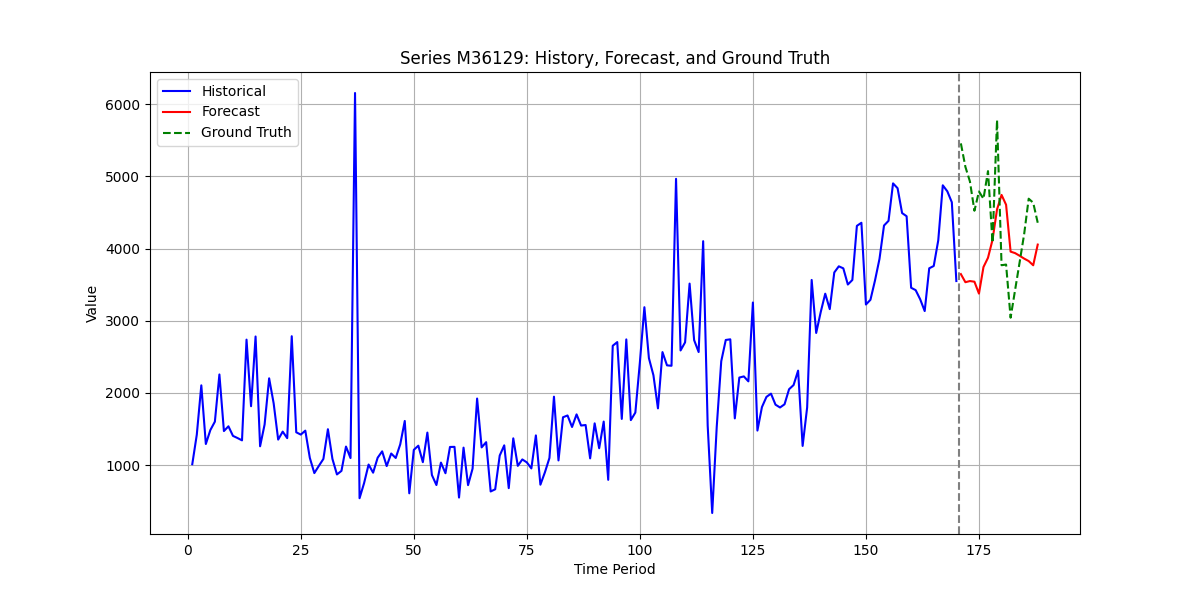 Series M36129: History, Forecast, and Ground Truth
Historical
Forecast
Ground Truth
6000
5000
4000
3000
2000
1000
Value
0
25
50
75
100
125
150
175
Time Period